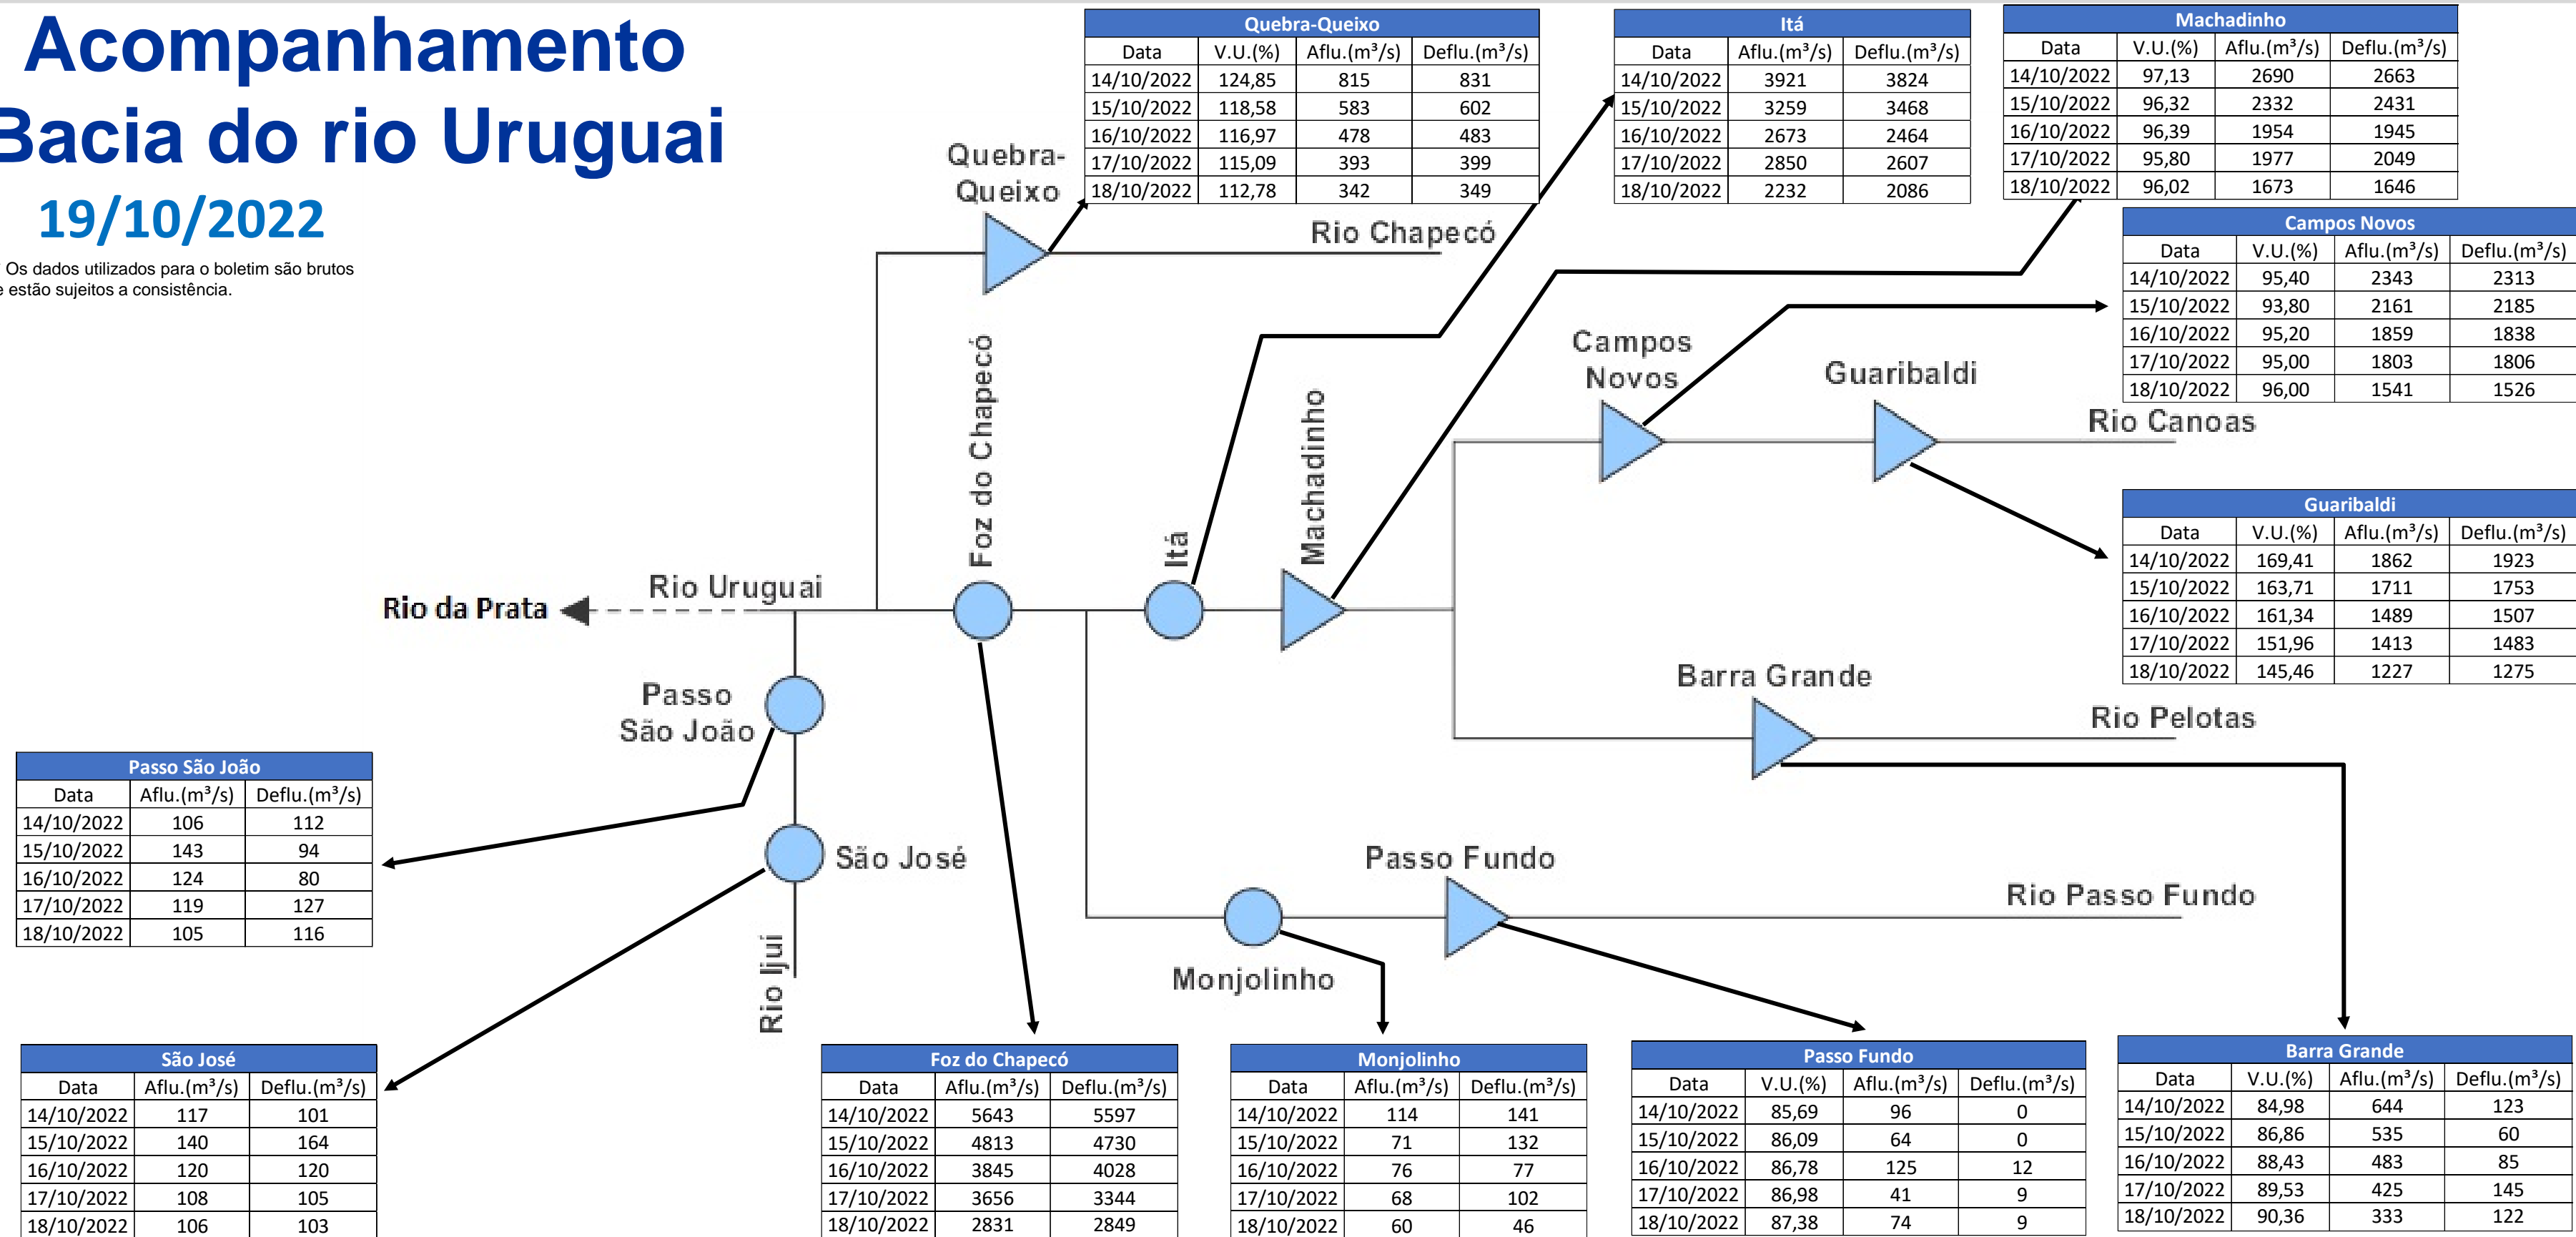 Acompanhamento
Bacia do rio Uruguai
19/10/2022
Os dados utilizados para o boletim são brutos
e estão sujeitos a consistência.
Quebra-Queixo
Data V.U.(%) Aflu.(m³/s) Deflu.(m³/s)
14/10/2022 124,85 815 831
15/10/2022 118,58 583 602
16/10/2022 116,97 478 483
17/10/2022 115,09 393 399
18/10/2022 112,78 342 349
Itá
Data Aflu.(m³/s) Deflu.(m³/s)
14/10/2022 3921 3824
15/10/2022 3259 3468
16/10/2022 2673 2464
17/10/2022 2850 2607
18/10/2022 2232 2086
Machadinho
Data V.U.(%) Aflu.(m³/s) Deflu.(m³/s)
14/10/2022 97,13 2690 2663
15/10/2022 96,32 2332 2431
16/10/2022 96,39 1954 1945
17/10/2022 95,80 1977 2049
18/10/2022 96,02 1673 1646
Campos Novos
Data V.U.(%) Aflu.(m³/s) Deflu.(m³/s)
14/10/2022 95,40 2343 2313
15/10/2022 93,80 2161 2185
16/10/2022 95,20 1859 1838
17/10/2022 95,00 1803 1806
18/10/2022 96,00 1541 1526
Guaribaldi
Data V.U.(%) Aflu.(m³/s) Deflu.(m³/s)
14/10/2022 169,41 1862 1923
15/10/2022 163,71 1711 1753
16/10/2022 161,34 1489 1507
17/10/2022 151,96 1413 1483
18/10/2022 145,46 1227 1275
Quebra-
Queixo
Rio Chapecó
Foz do Chapecó
Itá
Machadinho
Campos
Novos
Guaribaldi
Rio Canoas
Rio Uruguai
Rio da Prata
Barra Grande
Rio Pelotas
Passo
São João
São José
Rio Ijuí
Passo Fundo
Rio Passo Fundo
Monjolinho
Passo São João
Data Aflu.(m³/s) Deflu.(m³/s)
14/10/2022 106 112
15/10/2022 143 94
16/10/2022 124 80
17/10/2022 119 127
18/10/2022 105 116
São José
Data Aflu.(m³/s) Deflu.(m³/s)
14/10/2022 117 101
15/10/2022 140 164
16/10/2022 120 120
17/10/2022 108 105
18/10/2022 106 103
Foz do Chapecó
Data Aflu.(m³/s) Deflu.(m³/s)
14/10/2022 5643 5597
15/10/2022 4813 4730
16/10/2022 3845 4028
17/10/2022 3656 3344
18/10/2022 2831 2849
Monjolinho
Data Aflu.(m³/s) Deflu.(m³/s)
14/10/2022 114 141
15/10/2022 71 132
16/10/2022 76 77
17/10/2022 68 102
18/10/2022 60 46
Passo Fundo
Data V.U.(%) Aflu.(m³/s) Deflu.(m³/s)
14/10/2022 85,69 96 0
15/10/2022 86,09 64 0
16/10/2022 86,78 125 12
17/10/2022 86,98 41 9
18/10/2022 87,38 74 9
Barra Grande
Data V.U.(%) Aflu.(m³/s) Deflu.(m³/s)
14/10/2022 84,98 644 123
15/10/2022 86,86 535 60
16/10/2022 88,43 483 85
17/10/2022 89,53 425 145
18/10/2022 90,36 333 122